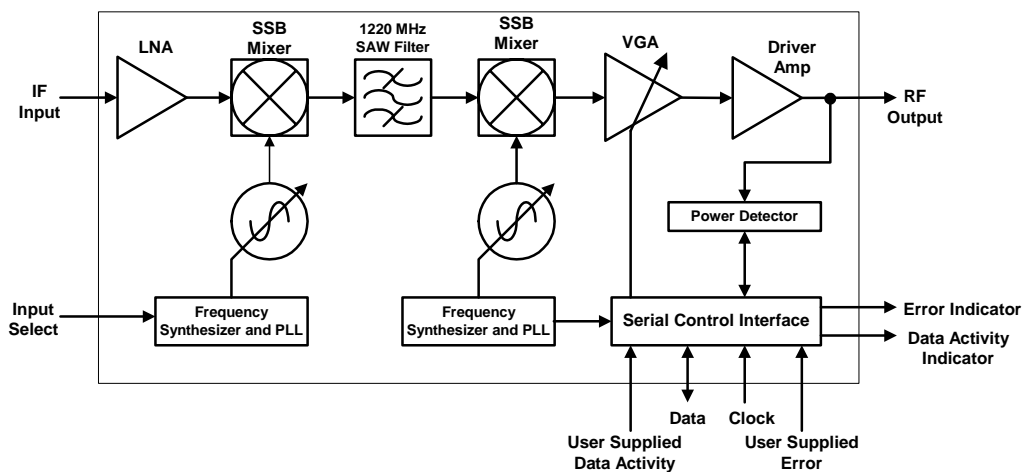 LNA
SSB
Mixer
1220 MHz
SAW Filter
SSB
Mixer
VGA
Driver
Amp
IF
Input
RF
Output
Power Detector
Input
Select
Frequency
Synthesizer and PLL
Frequency
Synthesizer and PLL
Serial Control Interface
Error Indicator
Data Activity
Indicator
User Supplied
Data Activity
Data
Clock
User Supplied
Error